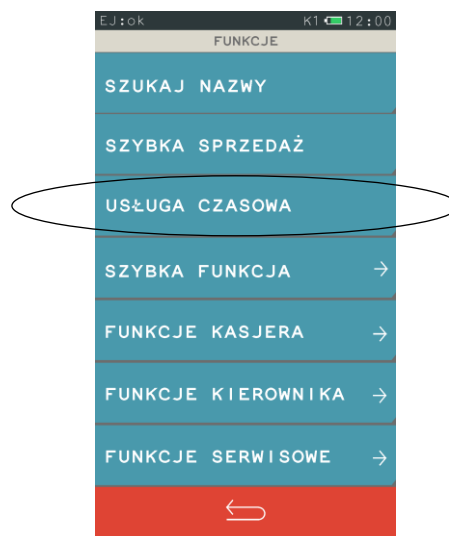 EJ:ok K1 12:00
FUNKCJE
SZUKAJ NAZWY
SZYBKA SPRZEDAŻ
USŁUGA CZASOWA
SZYBKA FUNKCJA →
FUNKCJE KASJERA →
FUNKCJE KIEROWNIKA →
FUNKCJE SERWISOWE →